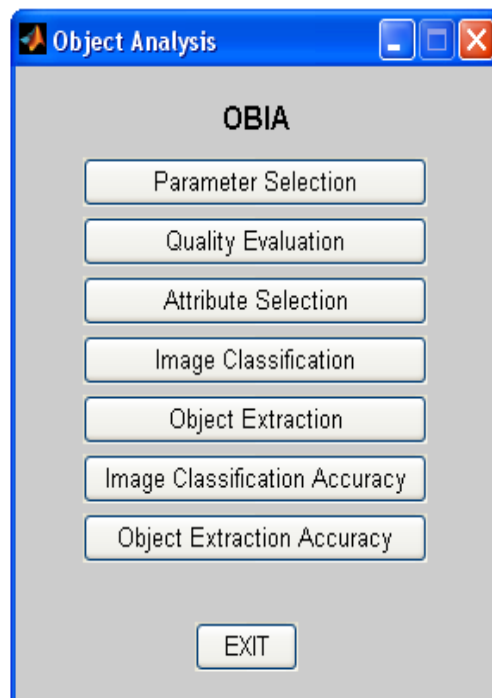 Object Analysis
OBIA
Parameter Selection
Quality Evaluation
Attribute Selection
Image Classification
Object Extraction
Image Classification Accuracy
Object Extraction Accuracy
EXIT